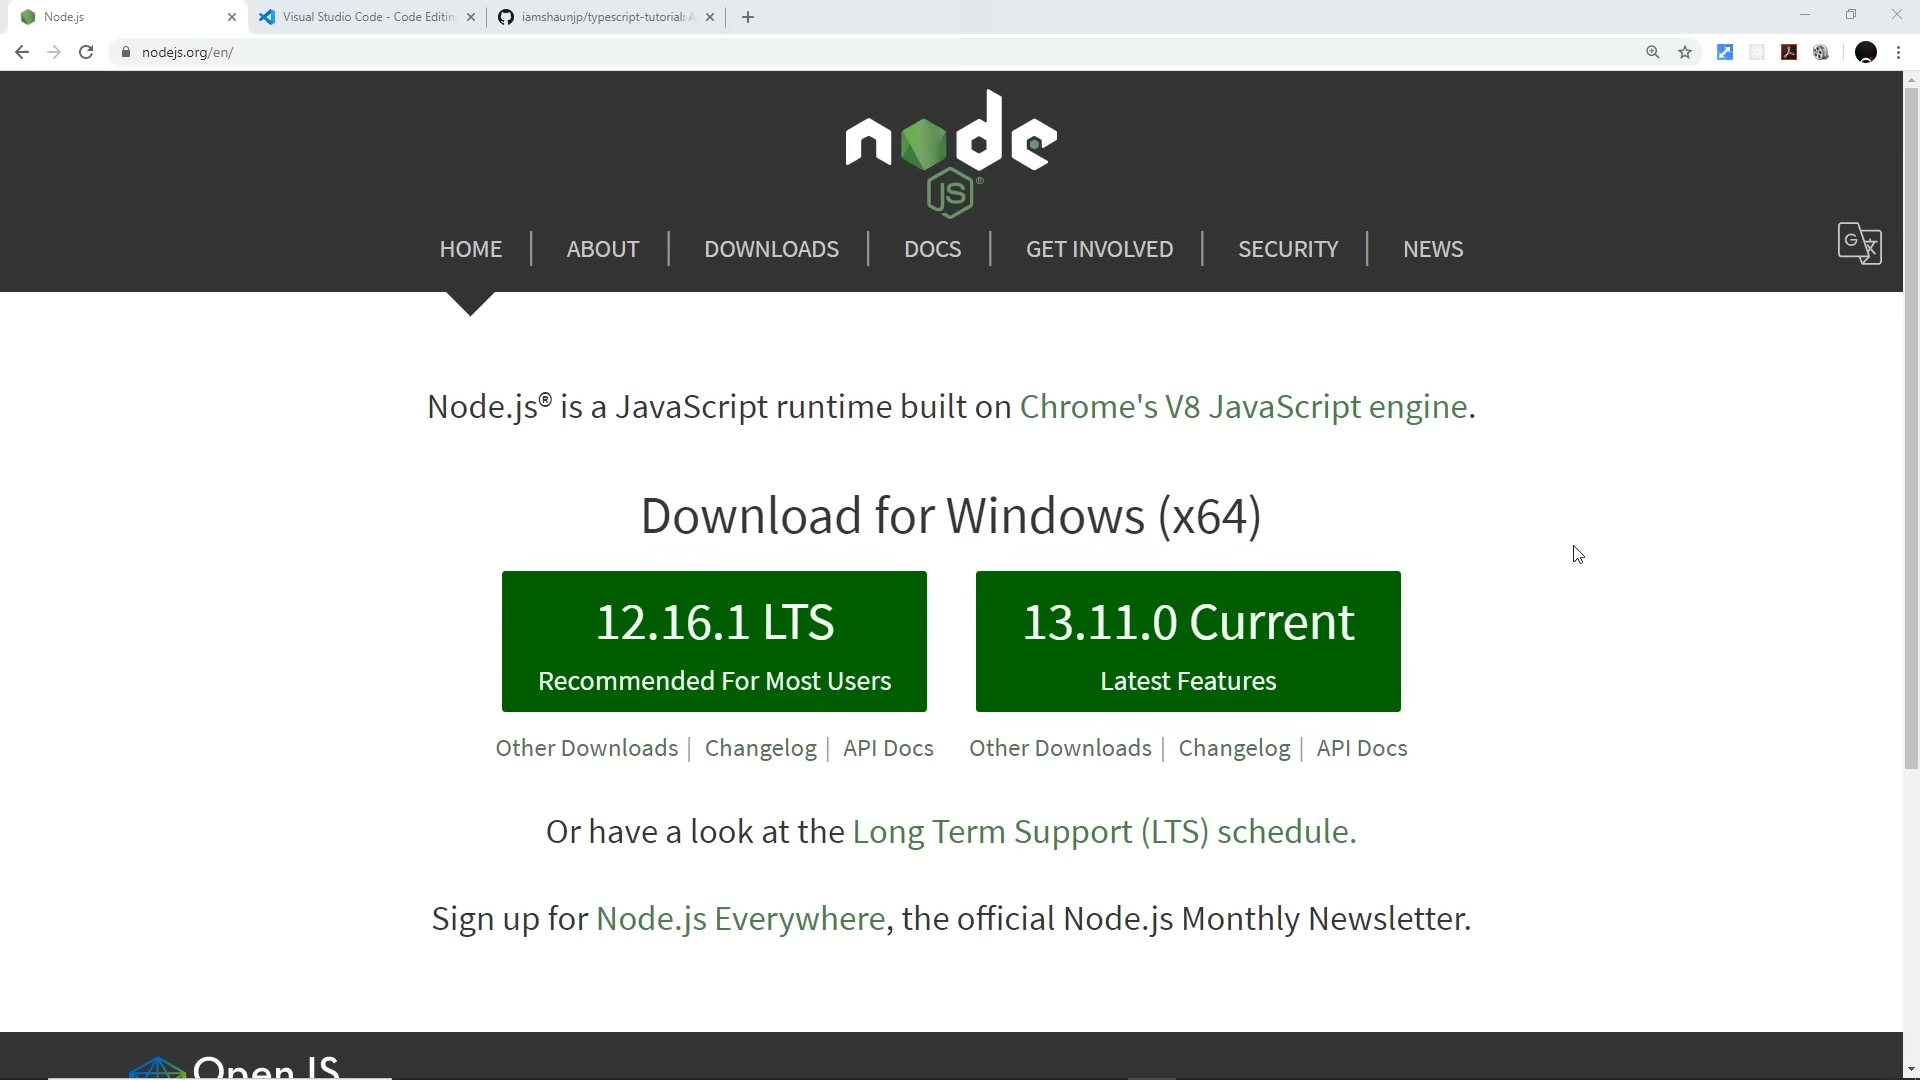 Node.js
Visual Studio Code - Code Editin
iamshaunjp/typescript-tutorial: A
nodejs.org/en/
node
JS®
HOME | ABOUT | DOWNLOADS | DOCS | GET INVOLVED | SECURITY | NEWS
Node.js® is a JavaScript runtime built on Chrome's V8 JavaScript engine.
Download for Windows (x64)
12.16.1 LTS
Recommended For Most Users
13.11.0 Current
Latest Features
Other Downloads | Changelog | API Docs
Other Downloads | Changelog | API Docs
Or have a look at the Long Term Support (LTS) schedule.
Sign up for Node.js Everywhere, the official Node.js Monthly Newsletter.
Open JS